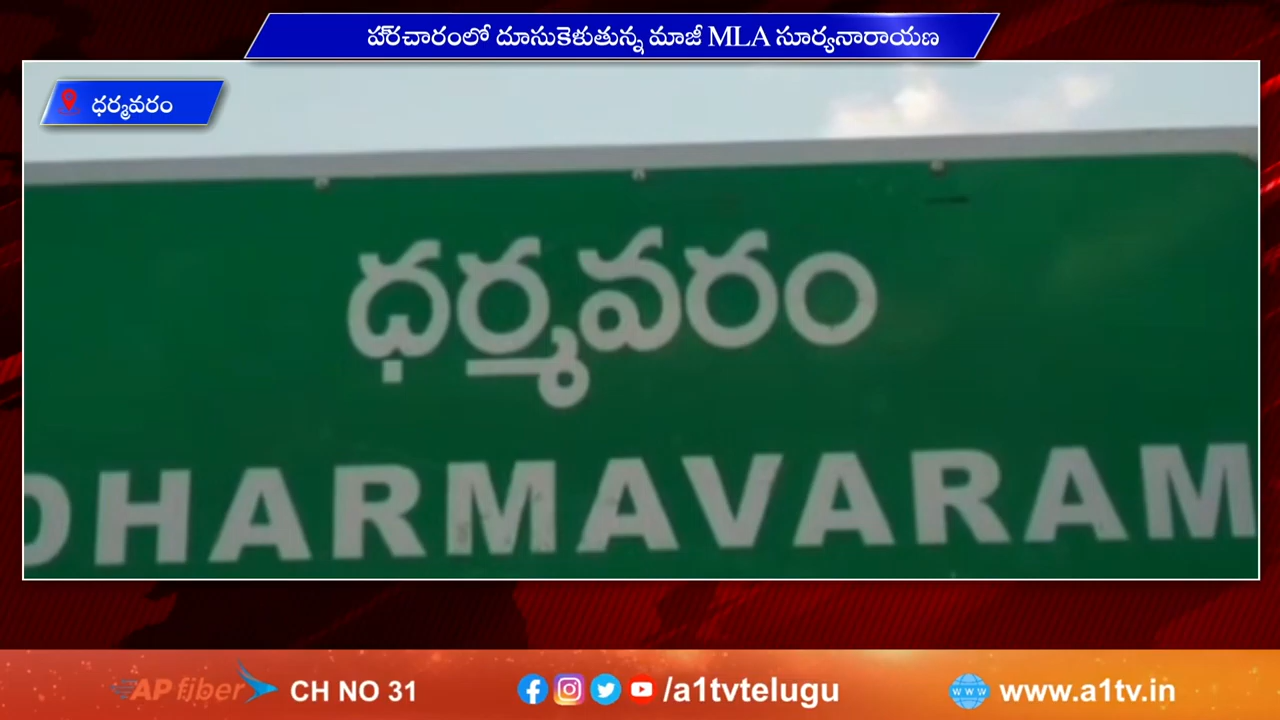 ప్రచారంలో దూసుకెళుతున్న మాజీ MLA సూర్యనారాయణ
ధర్మవరం
ధర్మవరం
DHARMAVARAM
AP fiber CH NO 31 /a1tvtelugu www.a1tv.in